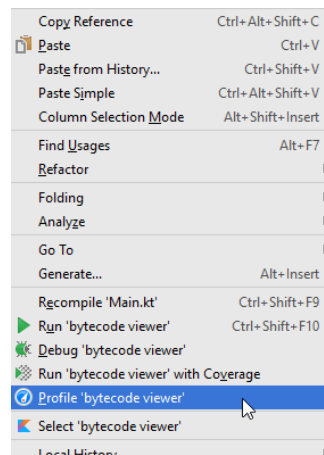 Copy Reference Ctrl+Alt+Shift+C
Paste Ctrl+V
Paste from History... Ctrl+Shift+V
Paste Simple Ctrl+Alt+Shift+V
Column Selection Mode Alt+Shift+Insert
Find Usages Alt+F7
Refactor
Folding
Analyze
Go To
Generate... Alt+Insert
Recompile 'Main.kt' Ctrl+Shift+F9
Run 'bytecode viewer' Ctrl+Shift+F10
Debug 'bytecode viewer'
Run 'bytecode viewer' with Coverage
Profile 'bytecode viewer'
Select 'bytecode viewer'
Local History